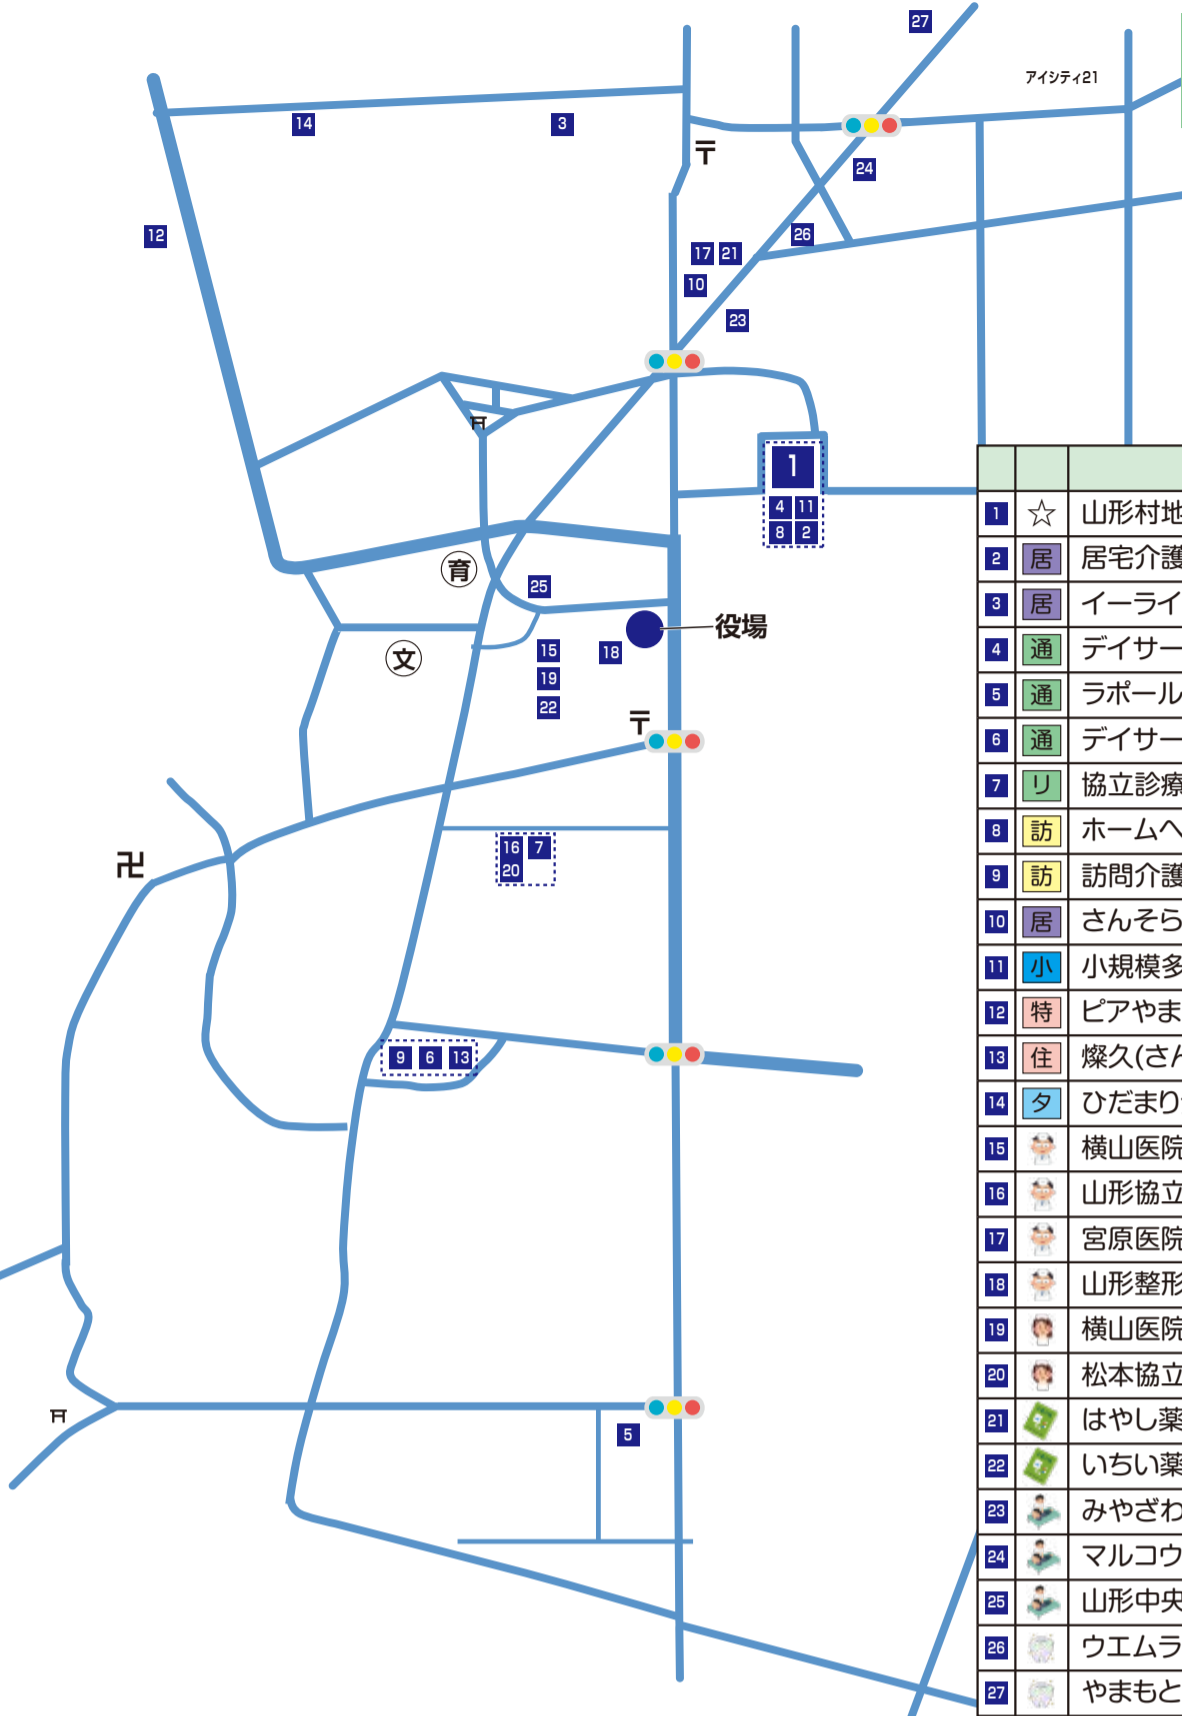 27
アイシティ21
14
3
〒
24
12
26
17 21
10
23
1
4 11
8 2
育
25
役場
文
15
18
19
22
〒
16 7
20
卍
9 6 13
5
1 ☆ 山形村地
2 居 居宅介護
3 居 イーライ
4 通 デイサー
5 通 ラポール
6 通 デイサー
7 リ 協立診療
8 訪 ホームヘ
9 訪 訪問介護
10 居 さんそら
11 小 小規模多
12 特 ピアやま
13 住 燦久(さん
14 タ ひだまり
15 横山医院
16 山形協立
17 宮原医院
18 山形整形
19 横山医院
20 松本協立
21 はやし薬
22 いちい薬
23 みやざわ
24 マルコウ
25 山形中央
26 ウエムラ
27 やまもと